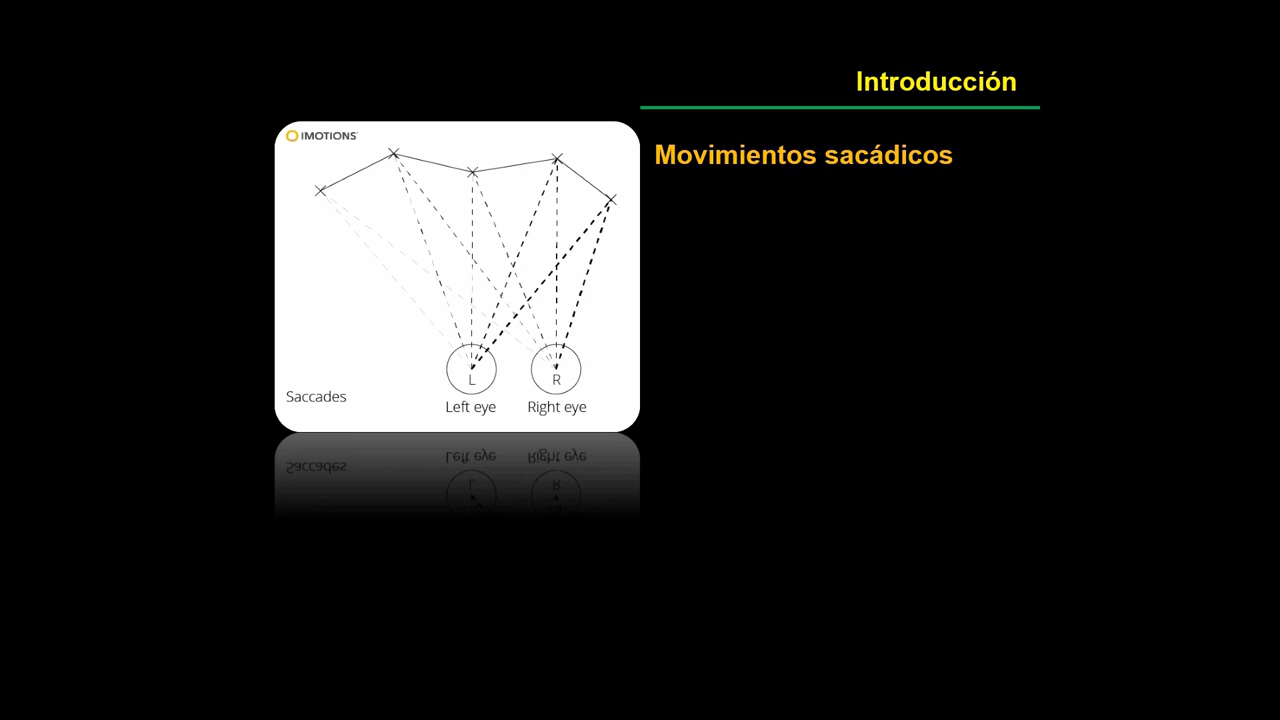 Introducción
IMOTIONS
Movimientos sacádicos
L
R
Saccades
Left eye
Right eye